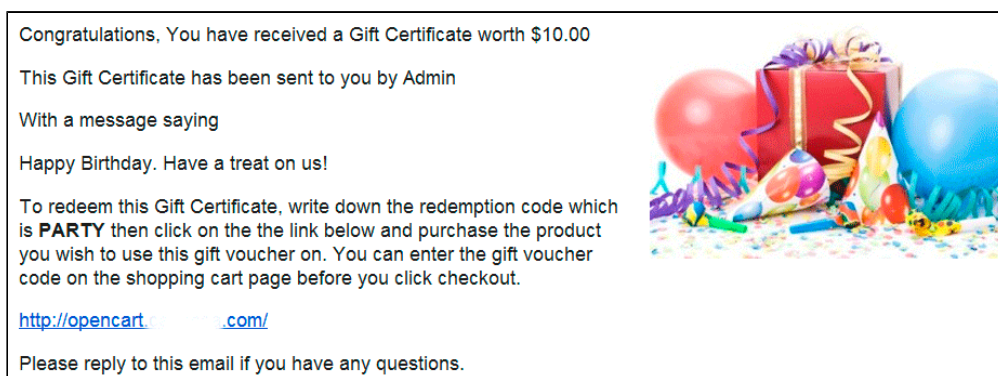 Congratulations, You have received a Gift Certificate worth $10.00
This Gift Certificate has been sent to you by Admin
With a message saying
Happy Birthday. Have a treat on us!
To redeem this Gift Certificate, write down the redemption code which
is PARTY then click on the the link below and purchase the product
you wish to use this gift voucher on. You can enter the gift voucher
code on the shopping cart page before you click checkout.
http://opencart. .com/
Please reply to this email if you have any questions.